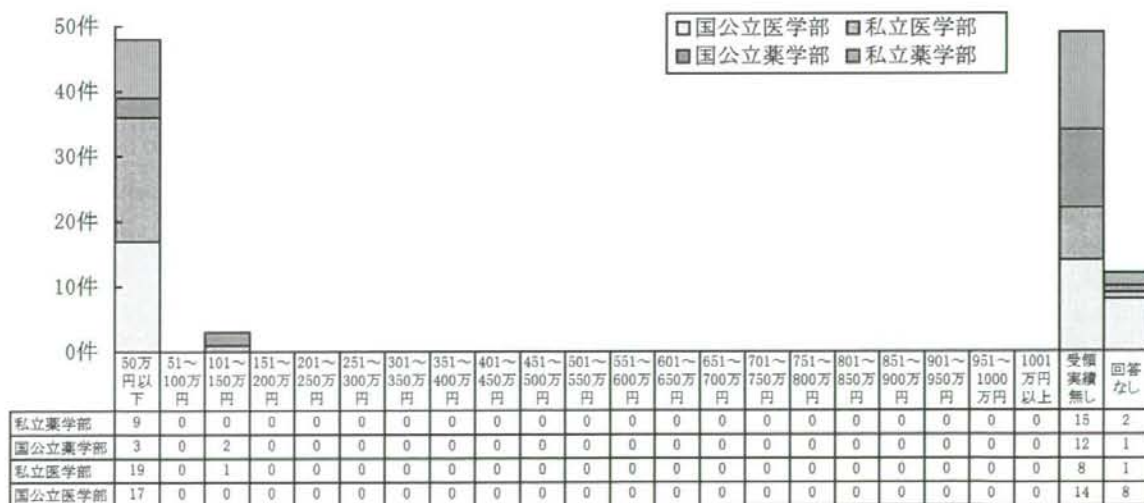 50件
40件
30件
20件
10件
0件
国公立医学部 私立医学部
国公立薬学部 私立薬学部
50万円以下 51～100万円 101～150万円 151～200万円 201～250万円 251～300万円 301～350万円 351～400万円 401～450万円 451～500万円 501～550万円 551～600万円 601～650万円 651～700万円 701～750万円 751～800万円 801～850万円 851～900万円 901～950万円 951～1000万円 1001万円以上 受領実績無し 回答なし
私立薬学部 9 0 0 0 0 0 0 0 0 0 0 0 0 0 0 0 0 0 0 0 0 15 2
国公立薬学部 3 0 2 0 0 0 0 0 0 0 0 0 0 0 0 0 0 0 0 0 0 12 1
私立医学部 19 0 1 0 0 0 0 0 0 0 0 0 0 0 0 0 0 0 0 0 0 8 1
国公立医学部 17 0 0 0 0 0 0 0 0 0 0 0 0 0 0 0 0 0 0 0 0 14 8